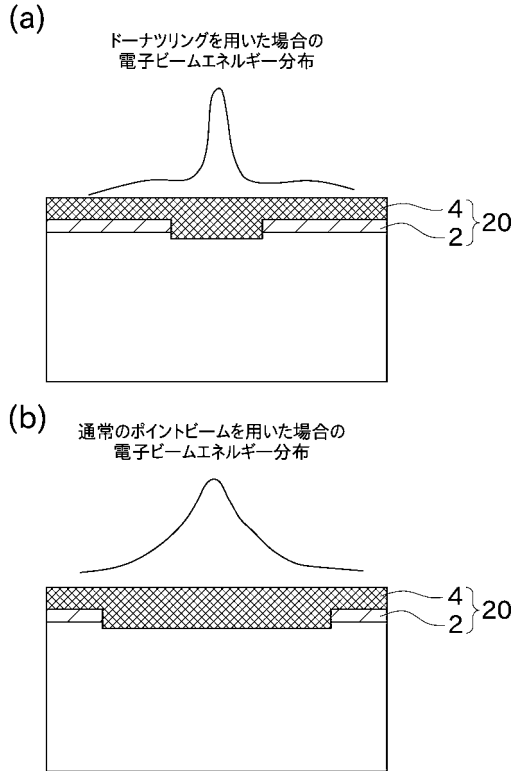 (a)
ドーナツリングを用いた場合の
電子ビームエネルギー分布
4
2
20
(b)
通常のポイントビームを用いた場合の
電子ビームエネルギー分布
4
2
20